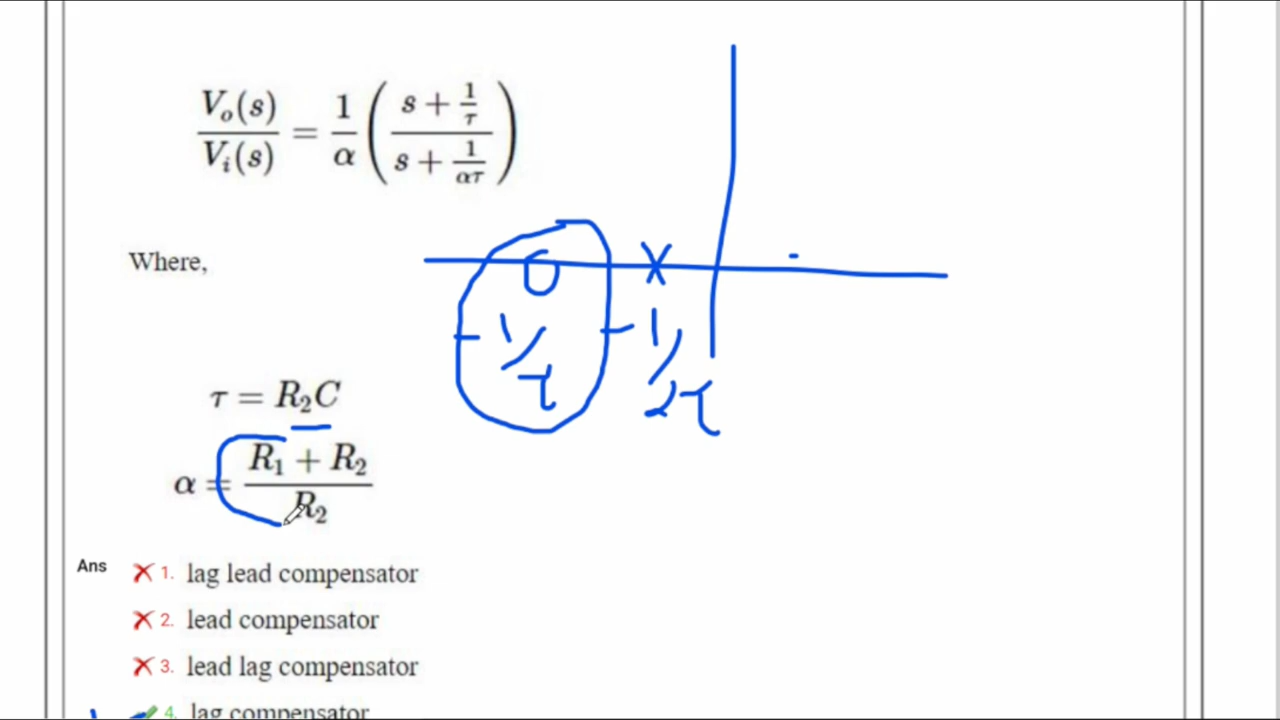 Vo(s)/Vi(s) = 1/α ( (s + 1/τ) / (s + 1/ατ) )
Where,
0 X
- 1/τ - 1/2τ
τ = R₂C
α = (R₁ + R₂) / R₂
Ans X 1. lag lead compensator
X 2. lead compensator
X 3. lead lag compensator
4. lag compensator